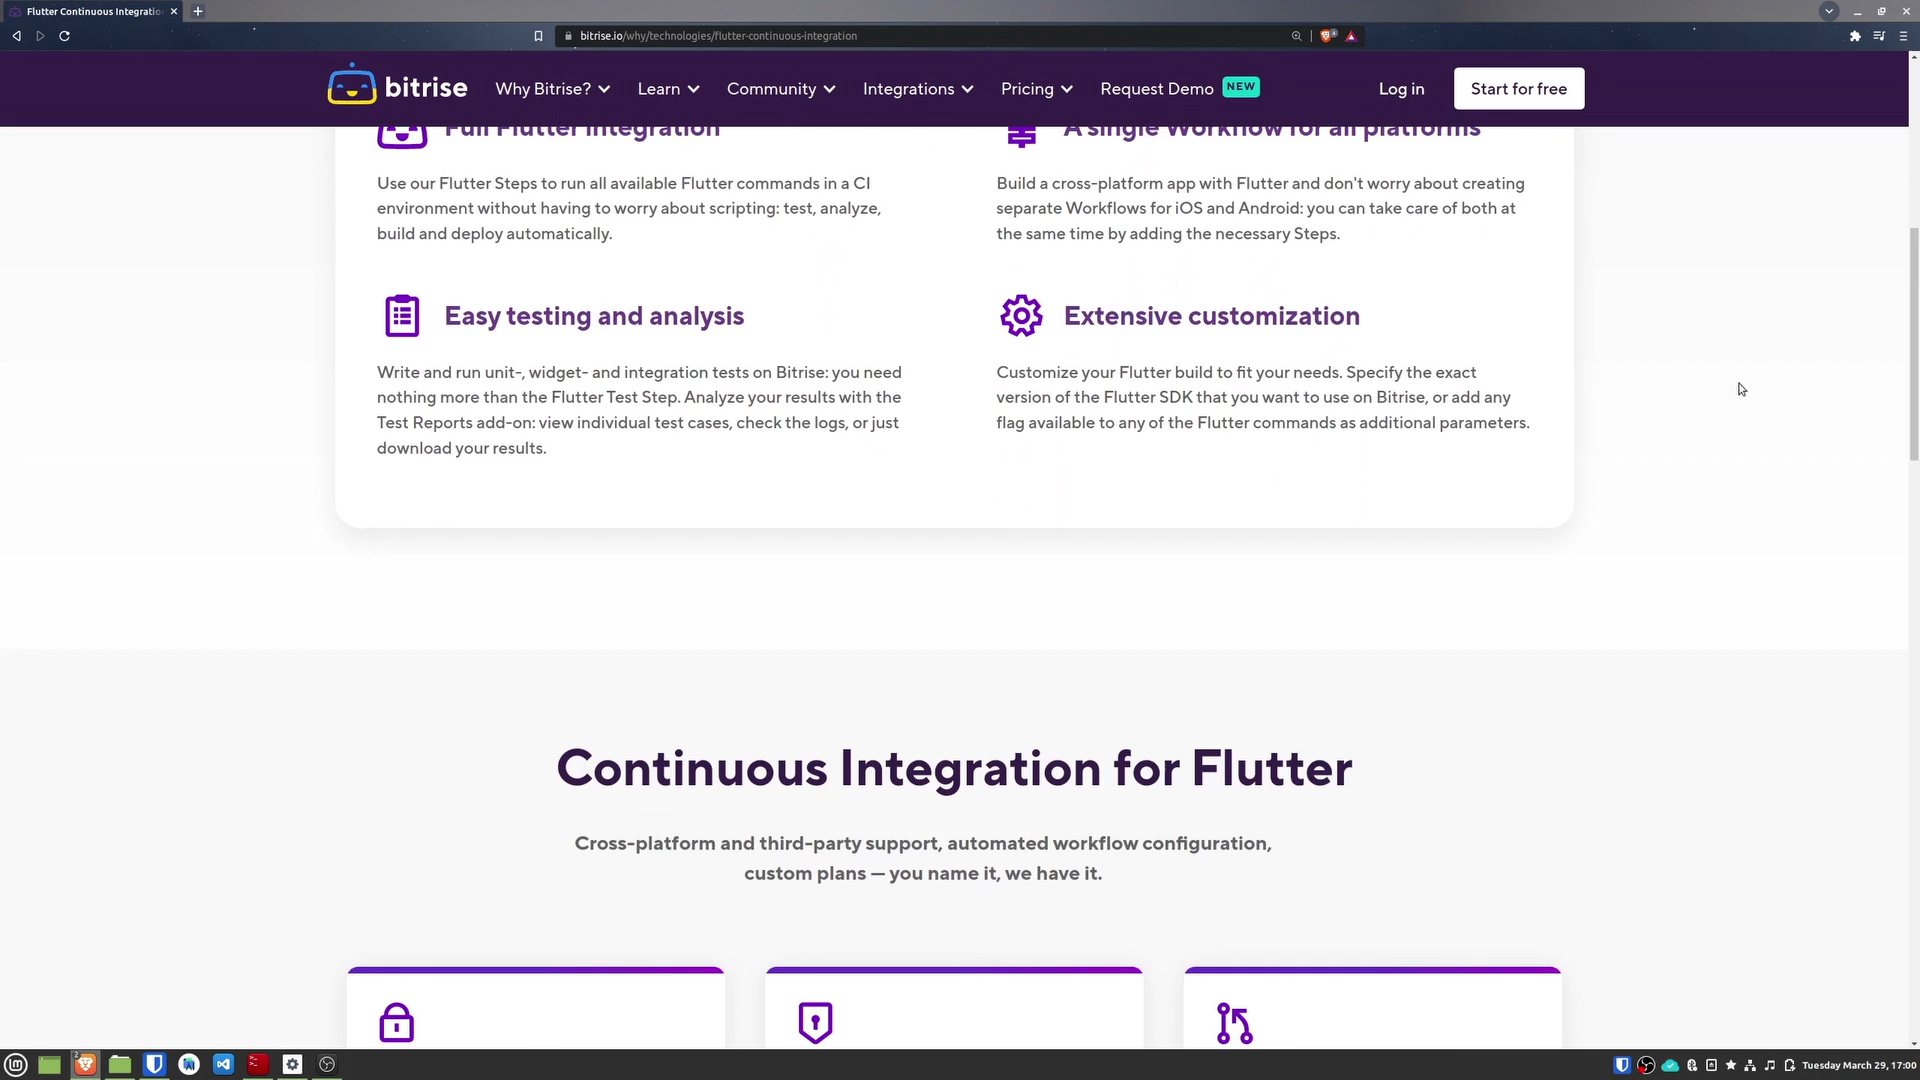 Flutter Continuous Integratio
bitrise.io/why/technologies/flutter-continuous-integration
bitrise
Why Bitrise?
Learn
Community
Integrations
Pricing
Request Demo
NEW
Log in
Start for free
Full Flutter integration
A single Workflow for all platforms
Use our Flutter Steps to run all available Flutter commands in a CI
environment without having to worry about scripting: test, analyze,
build and deploy automatically.
Build a cross-platform app with Flutter and don't worry about creating
separate Workflows for iOS and Android: you can take care of both at
the same time by adding the necessary Steps.
Easy testing and analysis
Extensive customization
Write and run unit-, widget- and integration tests on Bitrise: you need
nothing more than the Flutter Test Step. Analyze your results with the
Test Reports add-on: view individual test cases, check the logs, or just
download your results.
Customize your Flutter build to fit your needs. Specify the exact
version of the Flutter SDK that you want to use on Bitrise, or add any
flag available to any of the Flutter commands as additional parameters.
Continuous Integration for Flutter
Cross-platform and third-party support, automated workflow configuration,
custom plans — you name it, we have it.
Tuesday March 29, 17:00